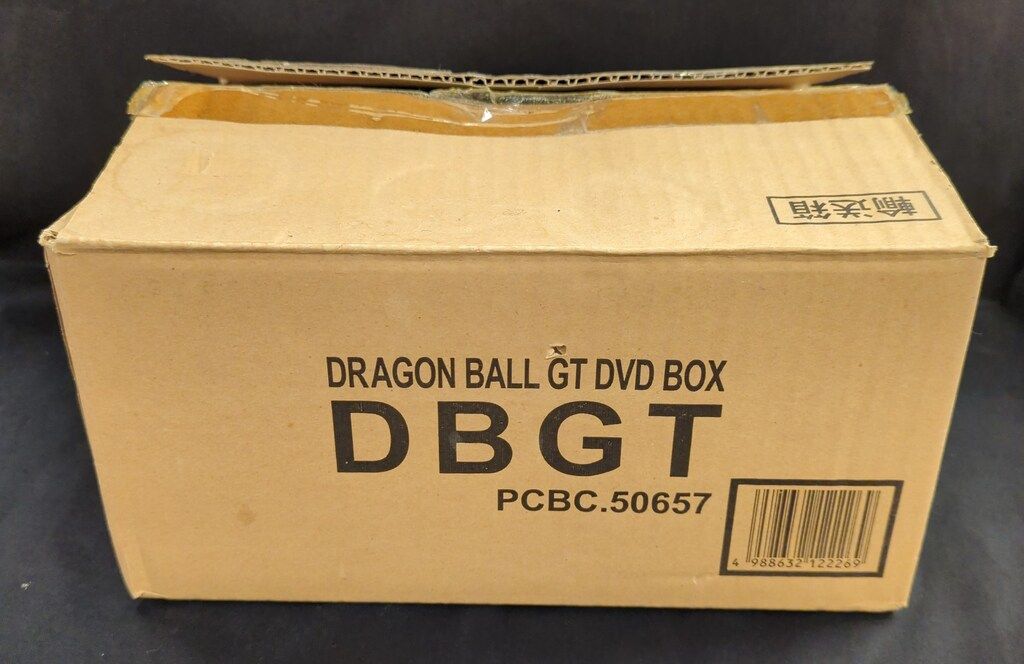 輸送箱
DRAGON BALL GT DVD BOX
DBGT
PCBC.50657
4 988632 122269